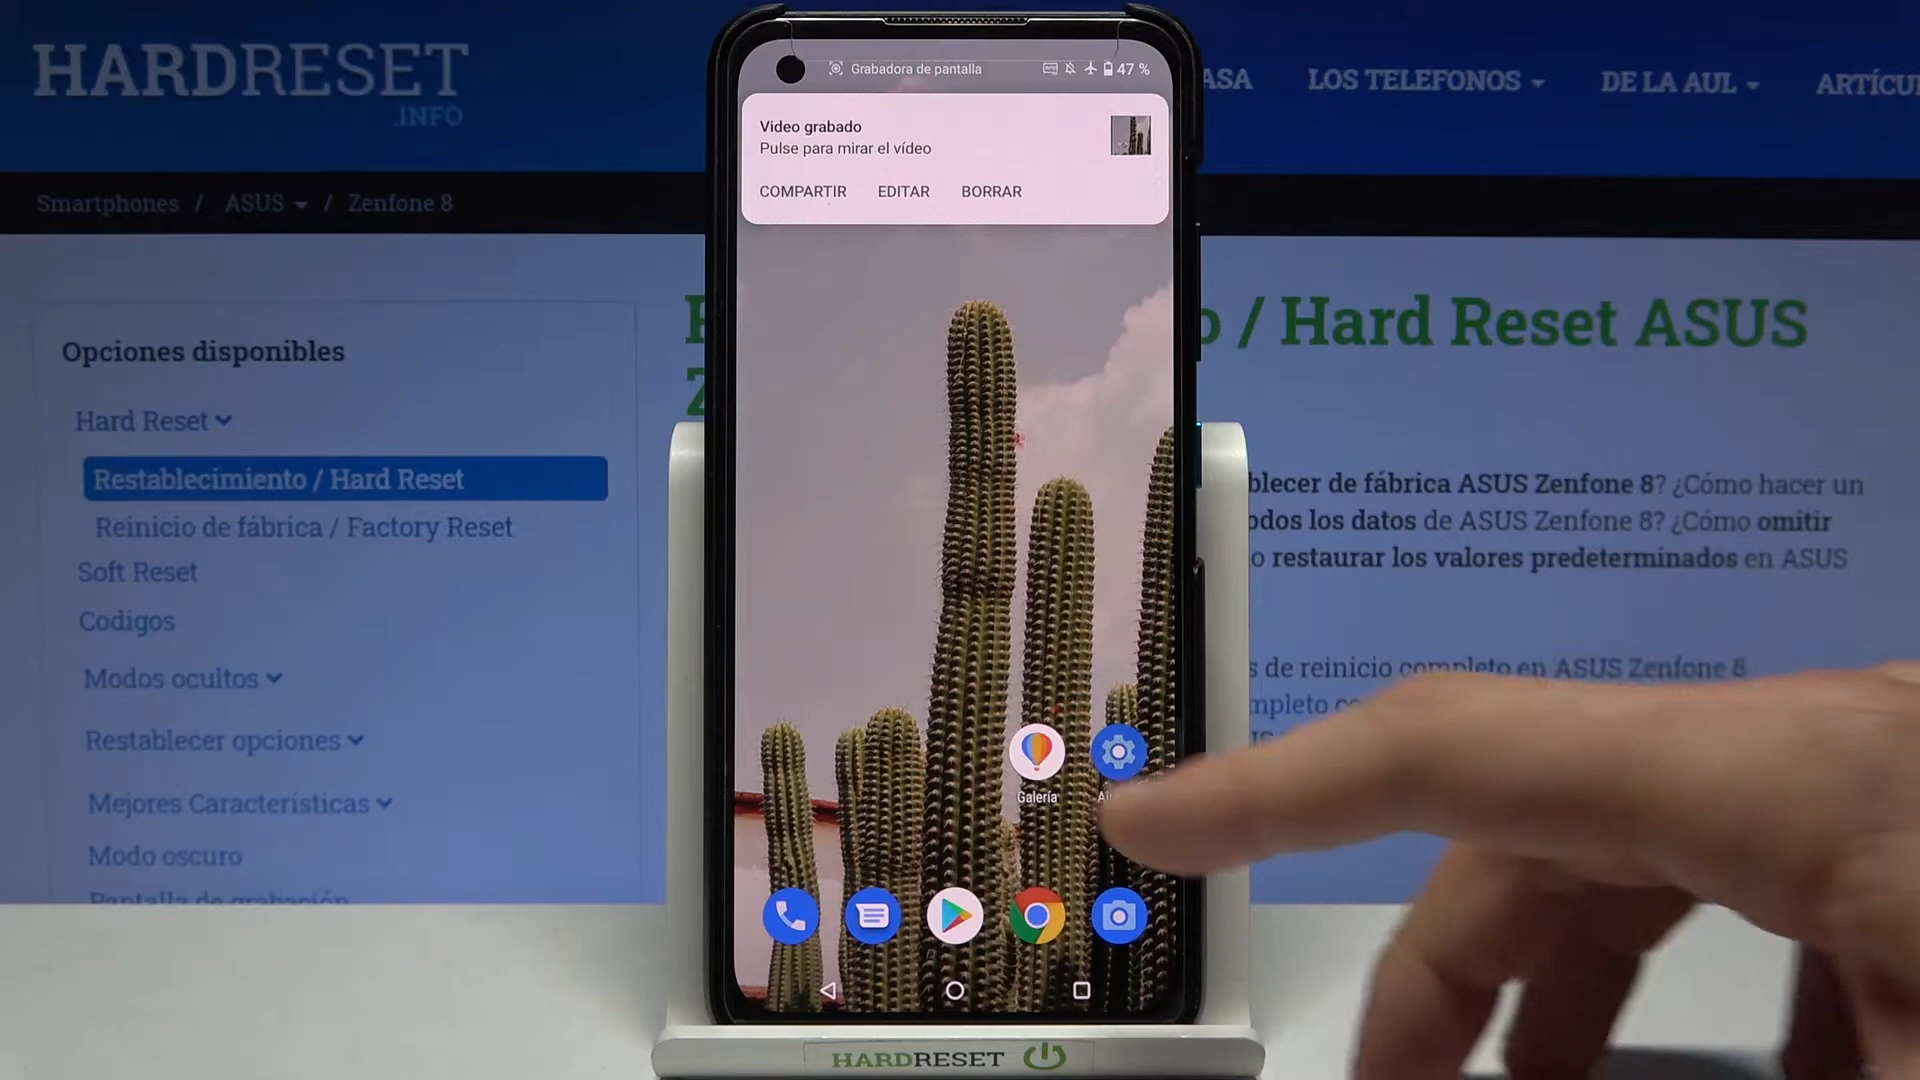 HARDRESET
.INFO
LOS TELEFONOS
DE LA AUL
Smartphones / ASUS / Zenfone 8
Opciones disponibles
Hard Reset
Restablecimiento / Hard Reset
Reinicio de fábrica / Factory Reset
Soft Reset
Codigos
Modos ocultos
Restablecer opciones
Mejores Características
Modo oscuro
Pantalla de grabación
/ Hard Reset ASUS
de fábrica ASUS Zenfone 8? ¿Cómo hacer un
los datos de ASUS Zenfone 8? ¿Cómo omitir
restaurar los valores predeterminados en ASUS
de reinicio completo en ASUS Zenfone 8
Grabadora de pantalla
47 %
Video grabado
Pulse para mirar el vídeo
COMPARTIR EDITAR BORRAR
Galería
HARDRESET